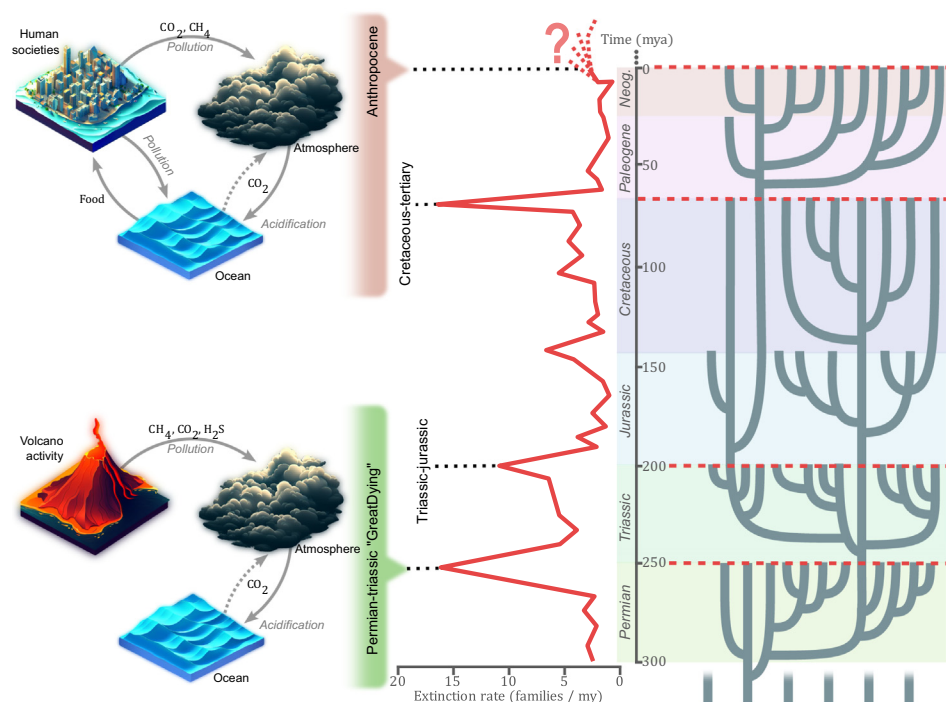 Human
societies
CO2, CH4
Pollution
Atmosphere
Pollution
Food
CO2
Acidification
Ocean
Anthropocene
Cretaceous-tertiary
Volcano
activity
CH4, CO2, H2S
Pollution
Atmosphere
CO2
Acidification
Ocean
Permian-triassic "GreatDying"
Triassic-jurassic
?
Time (mya)
0
50
100
150
200
250
300
Neog.
Paleogene
Cretaceous
Jurassic
Triassic
Permian
20 15 10 5 0
Extinction rate (families / my)